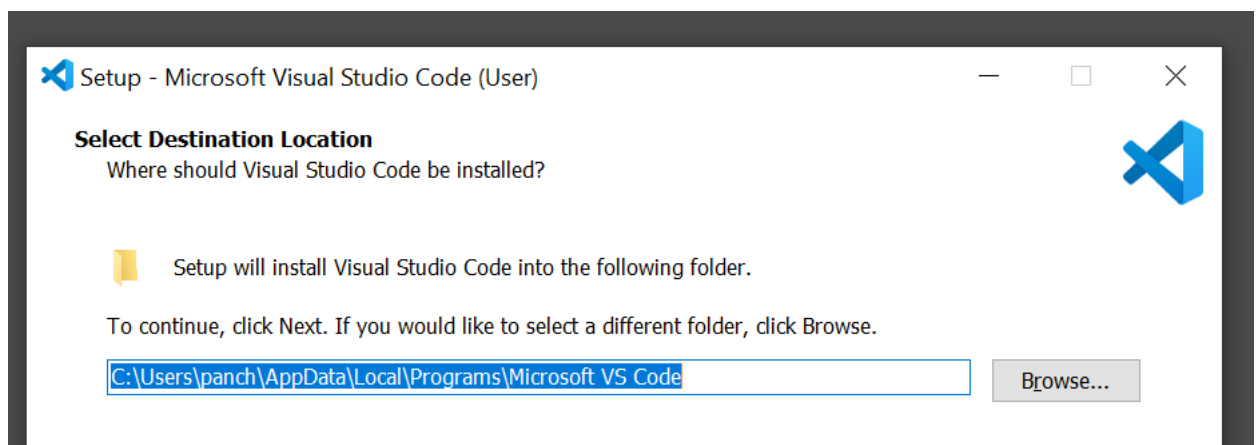 Setup - Microsoft Visual Studio Code (User)
Select Destination Location
Where should Visual Studio Code be installed?
Setup will install Visual Studio Code into the following folder.
To continue, click Next. If you would like to select a different folder, click Browse.
C:\Users\panch\AppData\Local\Programs\Microsoft VS Code
Browse...